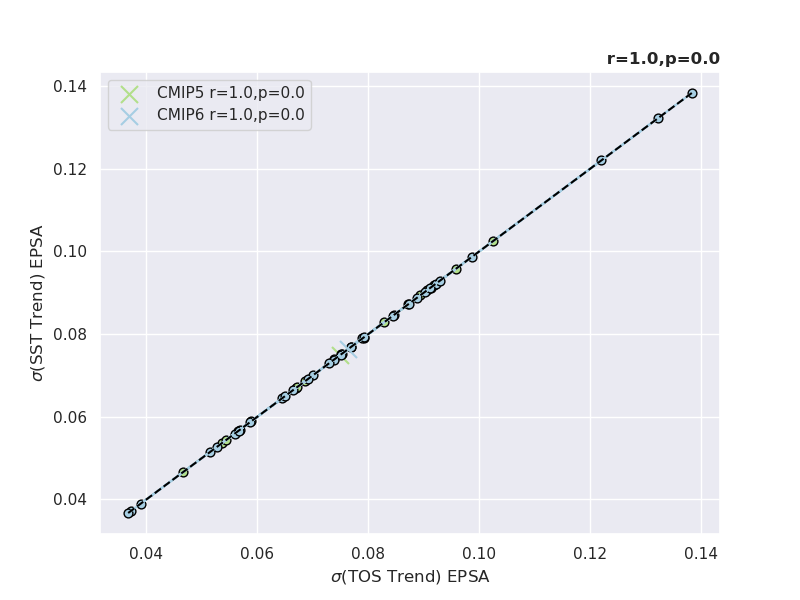 r=1.0,p=0.0
CMIP5 r=1.0,p=0.0
CMIP6 r=1.0,p=0.0
0.14
0.12
0.10
0.08
0.06
0.04
σ(SST Trend) EPSA
0.04 0.06 0.08 0.10 0.12 0.14
σ(TOS Trend) EPSA